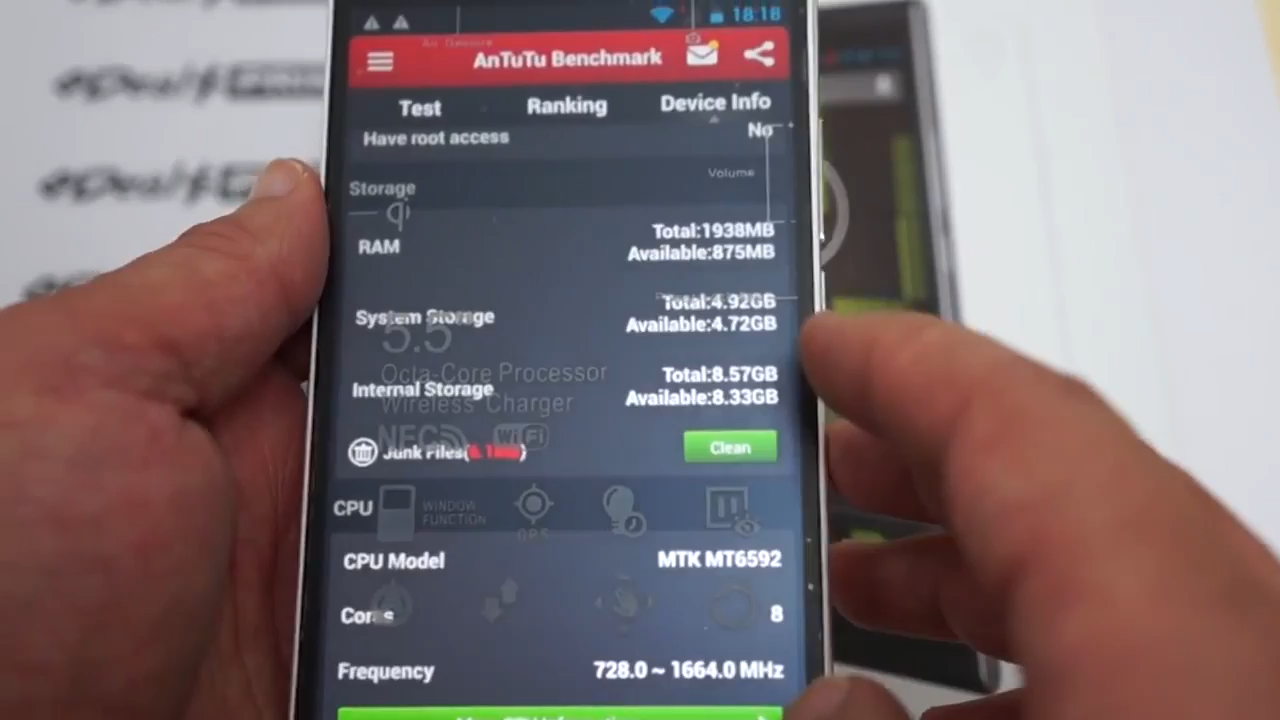 18:18
AnTuTu Benchmark
Test Ranking Device Info
Have root access No
Volume
Storage
qi
RAM Total:1938MB
Available:875MB
System Storage Total:4.92GB
Available:4.72GB
5.5"
Octa-Core Processor
Internal Storage Total:8.57GB
Available:8.33GB
Wireless Charger
NFC WiFi
Junk Files( Clean
CPU
WINDOW
FUNCTION
GPS
CPU Model MTK MT6592
Cores 8
Frequency 728.0 ~ 1664.0 MHz